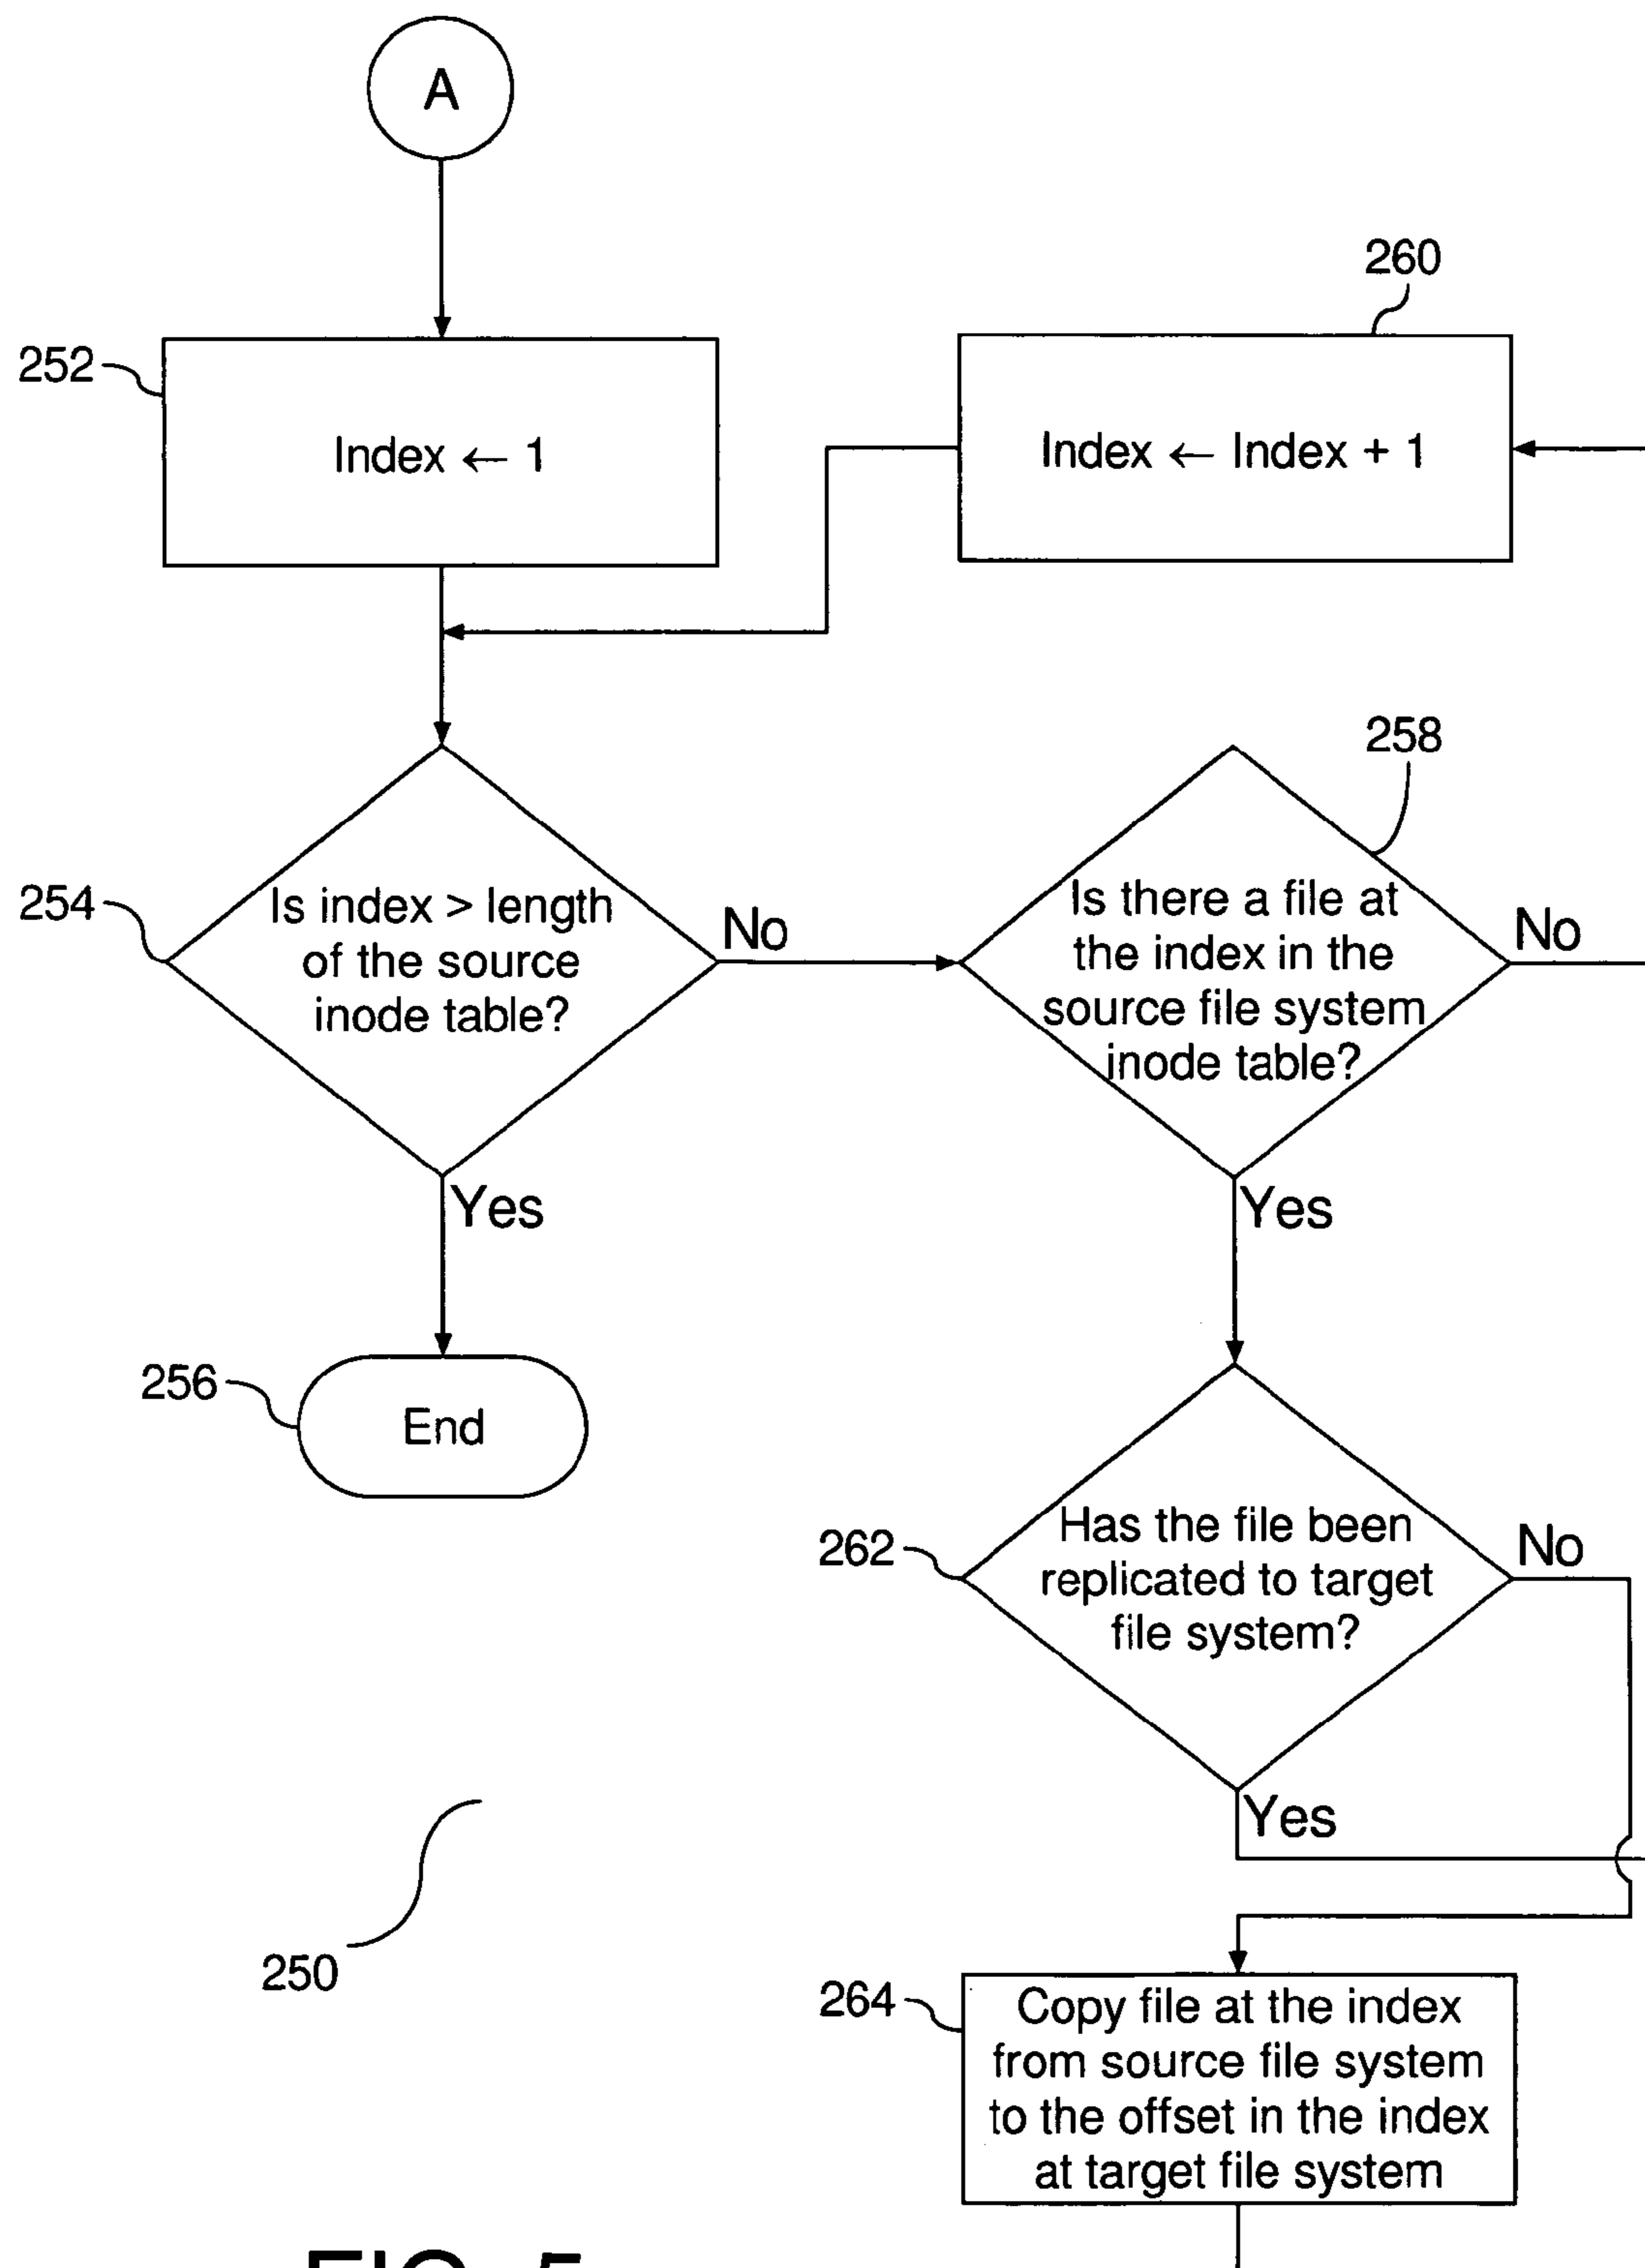 A
260
252
Index ← 1
Index ← Index + 1
258
254
Is index > length
of the source
inode table?
No
Is there a file at
the index in the
source file system
inode table?
No
Yes
Yes
256
End
262
Has the file been
replicated to target
file system?
No
Yes
250
264
Copy file at the index
from source file system
to the offset in the index
at target file system
FIG. 5